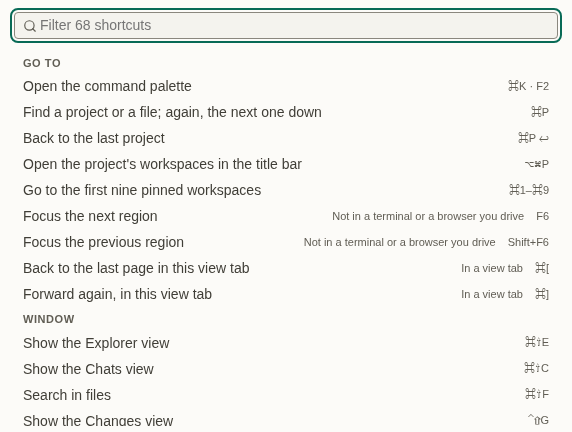 Filter 68 shortcuts
GO TO
Open the command palette ⌘K · F2
Find a project or a file; again, the next one down ⌘P
Back to the last project ⌘P ↩
Open the project's workspaces in the title bar ⌥⌘P
Go to the first nine pinned workspaces ⌘1–⌘9
Focus the next region Not in a terminal or a browser you drive F6
Focus the previous region Not in a terminal or a browser you drive Shift+F6
Back to the last page in this view tab In a view tab ⌘[
Forward again, in this view tab In a view tab ⌘]
WINDOW
Show the Explorer view ⌘⇧E
Show the Chats view ⌘⇧C
Search in files ⌘⇧F
Show the Changes view ⌃⇧G